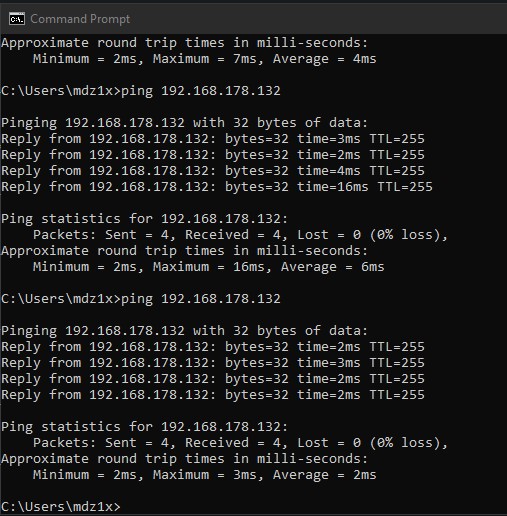 Command Prompt
Approximate round trip times in milli-seconds:
    Minimum = 2ms, Maximum = 7ms, Average = 4ms
C:\Users\mdz1x>ping 192.168.178.132
Pinging 192.168.178.132 with 32 bytes of data:
Reply from 192.168.178.132: bytes=32 time=3ms TTL=255
Reply from 192.168.178.132: bytes=32 time=2ms TTL=255
Reply from 192.168.178.132: bytes=32 time=4ms TTL=255
Reply from 192.168.178.132: bytes=32 time=16ms TTL=255
Ping statistics for 192.168.178.132:
    Packets: Sent = 4, Received = 4, Lost = 0 (0% loss),
Approximate round trip times in milli-seconds:
    Minimum = 2ms, Maximum = 16ms, Average = 6ms
C:\Users\mdz1x>ping 192.168.178.132
Pinging 192.168.178.132 with 32 bytes of data:
Reply from 192.168.178.132: bytes=32 time=2ms TTL=255
Reply from 192.168.178.132: bytes=32 time=3ms TTL=255
Reply from 192.168.178.132: bytes=32 time=2ms TTL=255
Reply from 192.168.178.132: bytes=32 time=2ms TTL=255
Ping statistics for 192.168.178.132:
    Packets: Sent = 4, Received = 4, Lost = 0 (0% loss),
Approximate round trip times in milli-seconds:
    Minimum = 2ms, Maximum = 3ms, Average = 2ms
C:\Users\mdz1x>